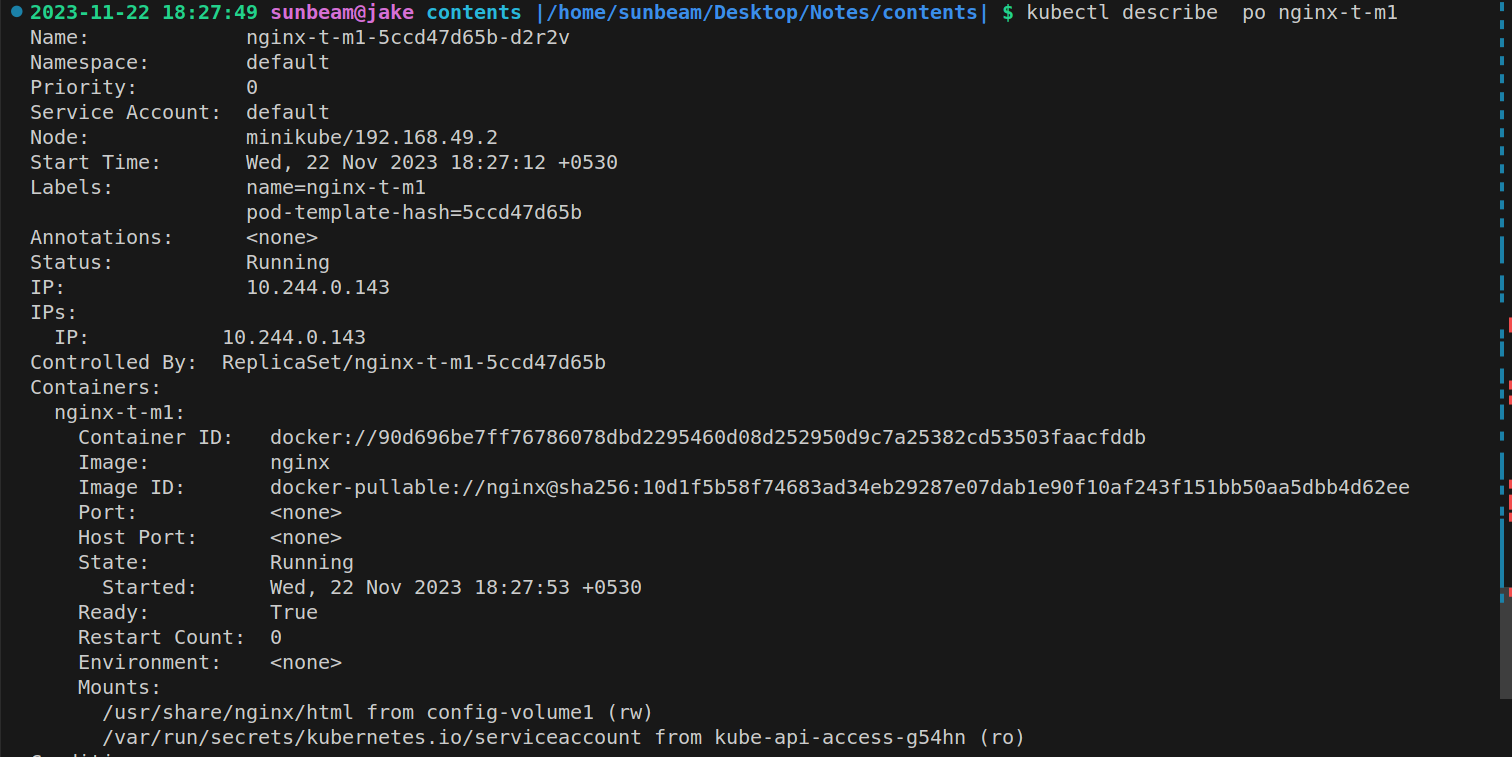 2023-11-22 18:27:49 sunbeam@jake contents |/home/sunbeam/Desktop/Notes/contents| $ kubectl describe  po nginx-t-m1
Name:             nginx-t-m1-5ccd47d65b-d2r2v
Namespace:        default
Priority:         0
Service Account:  default
Node:             minikube/192.168.49.2
Start Time:       Wed, 22 Nov 2023 18:27:12 +0530
Labels:           name=nginx-t-m1
                  pod-template-hash=5ccd47d65b
Annotations:      <none>
Status:           Running
IP:               10.244.0.143
IPs:
  IP:           10.244.0.143
Controlled By:  ReplicaSet/nginx-t-m1-5ccd47d65b
Containers:
  nginx-t-m1:
    Container ID:   docker://90d696be7ff76786078dbd2295460d08d252950d9c7a25382cd53503faacfddb
    Image:          nginx
    Image ID:       docker-pullable://nginx@sha256:10d1f5b58f74683ad34eb29287e07dab1e90f10af243f151bb50aa5dbb4d62ee
    Port:           <none>
    Host Port:      <none>
    State:          Running
      Started:      Wed, 22 Nov 2023 18:27:53 +0530
    Ready:          True
    Restart Count:  0
    Environment:    <none>
    Mounts:
      /usr/share/nginx/html from config-volume1 (rw)
      /var/run/secrets/kubernetes.io/serviceaccount from kube-api-access-g54hn (ro)